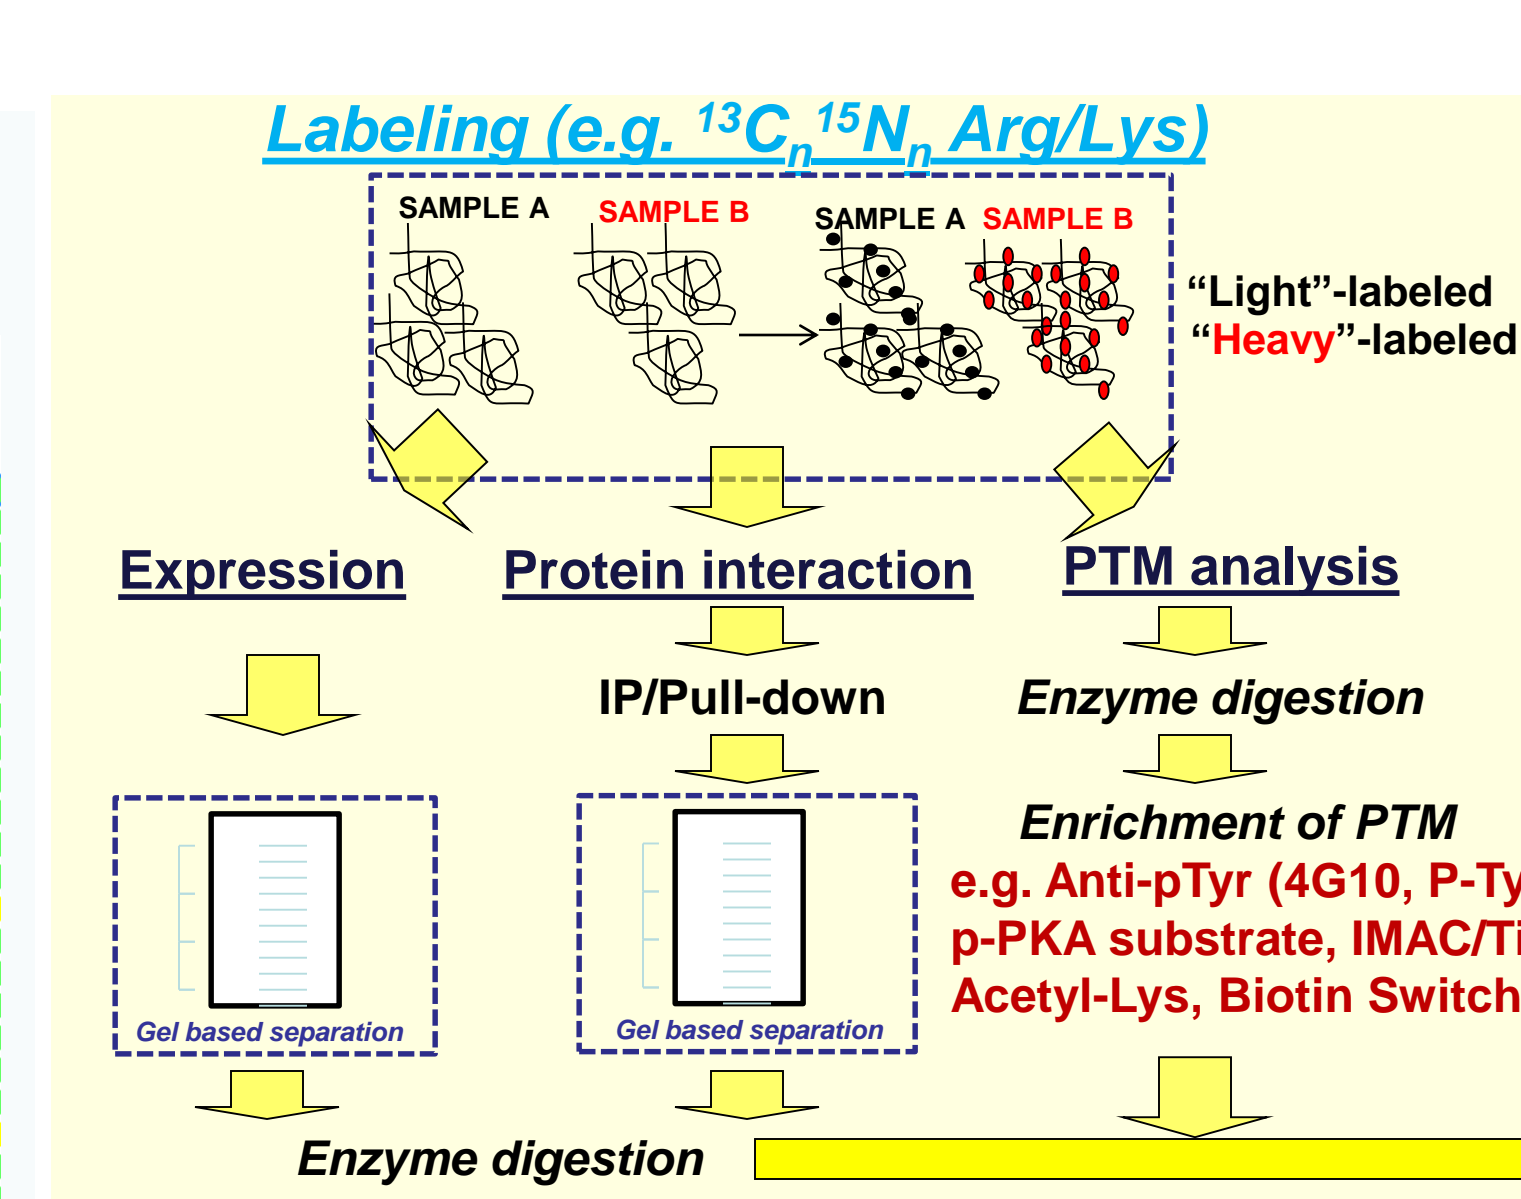 Labeling (e.g. ¹³Cₙ¹⁵Nₙ Arg/Lys)
SAMPLE A SAMPLE B SAMPLE A SAMPLE B
“Light”-labeled
“Heavy”-labeled
Expression Protein interaction PTM analysis
IP/Pull-down Enzyme digestion
Enrichment of PTM
e.g. Anti-pTyr (4G10, P-Ty
p-PKA substrate, IMAC/Ti
Acetyl-Lys, Biotin Switch
Gel based separation Gel based separation
Enzyme digestion